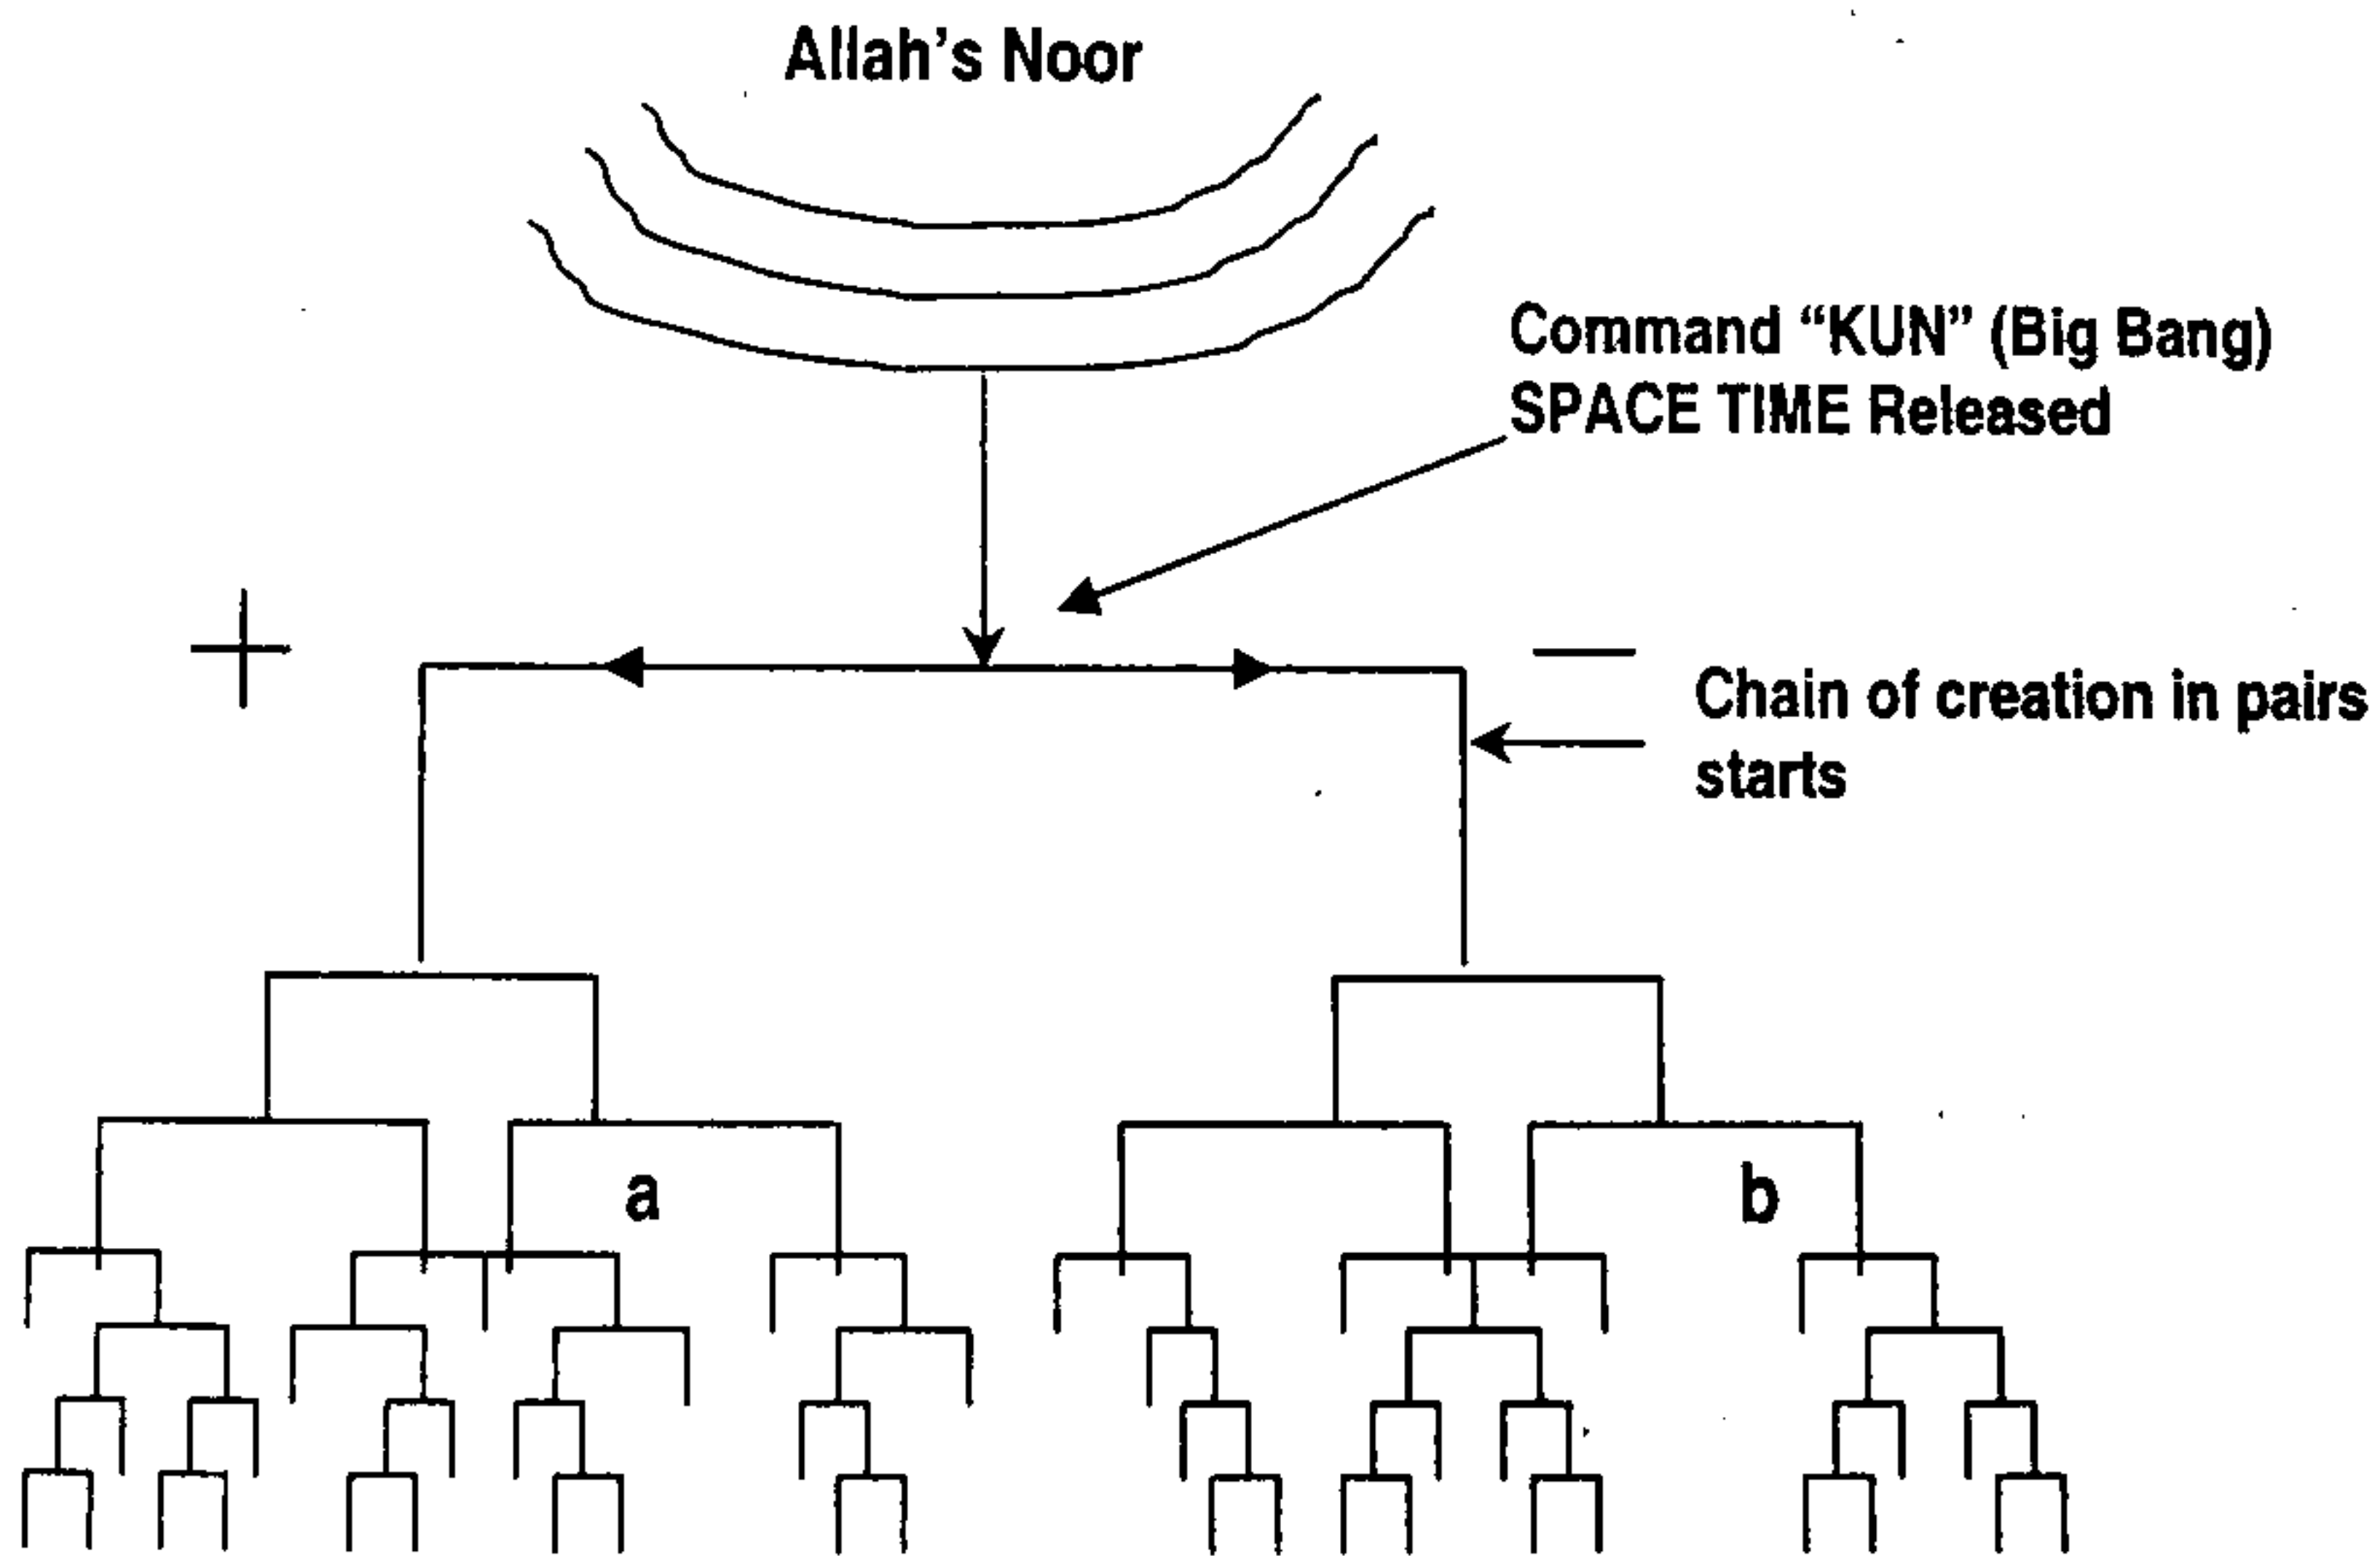 Allah's Noor
Command “KUN” (Big Bang)
SPACE TIME Released
+
—
Chain of creation in pairs
starts
a
b